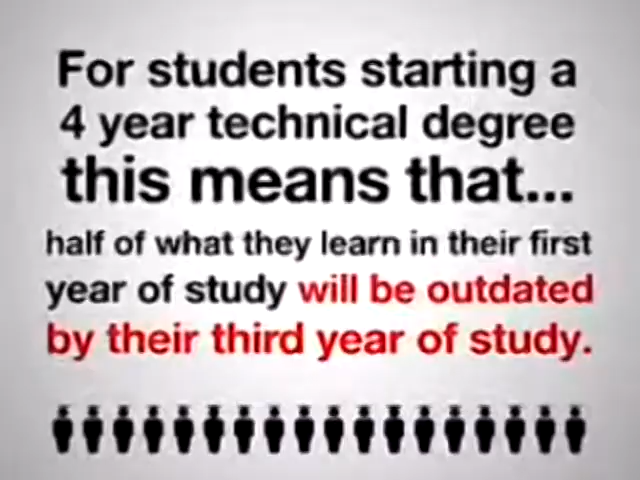 For students starting a
4 year technical degree
this means that...
half of what they learn in their first
year of study will be outdated
by their third year of study.